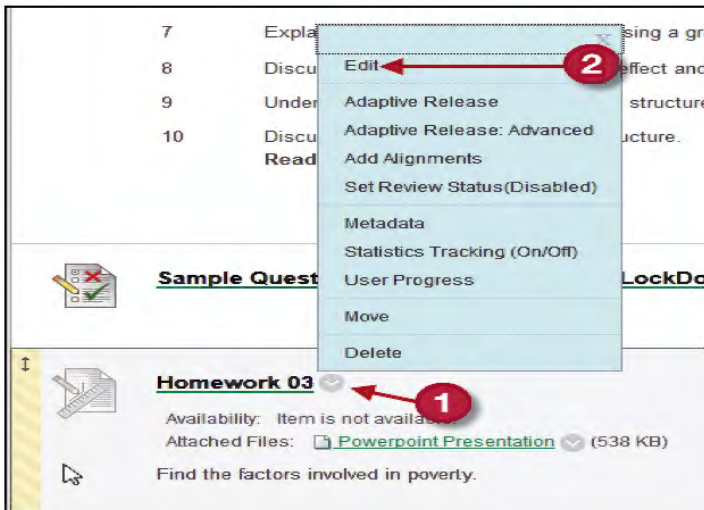 7 Expla sing a gr
8 Discu effect and
9 Under structure
10 Discu ucture.
Read
X
Edit
2
Adaptive Release
Adaptive Release: Advanced
Add Alignments
Set Review Status(Disabled)
Metadata
Statistics Tracking (On/Off)
User Progress
Move
Delete
Sample Quest LockDo
Homework 03
1
Availability: Item is not availa
Attached Files: Powerpoint Presentation (538 KB)
Find the factors involved in poverty.